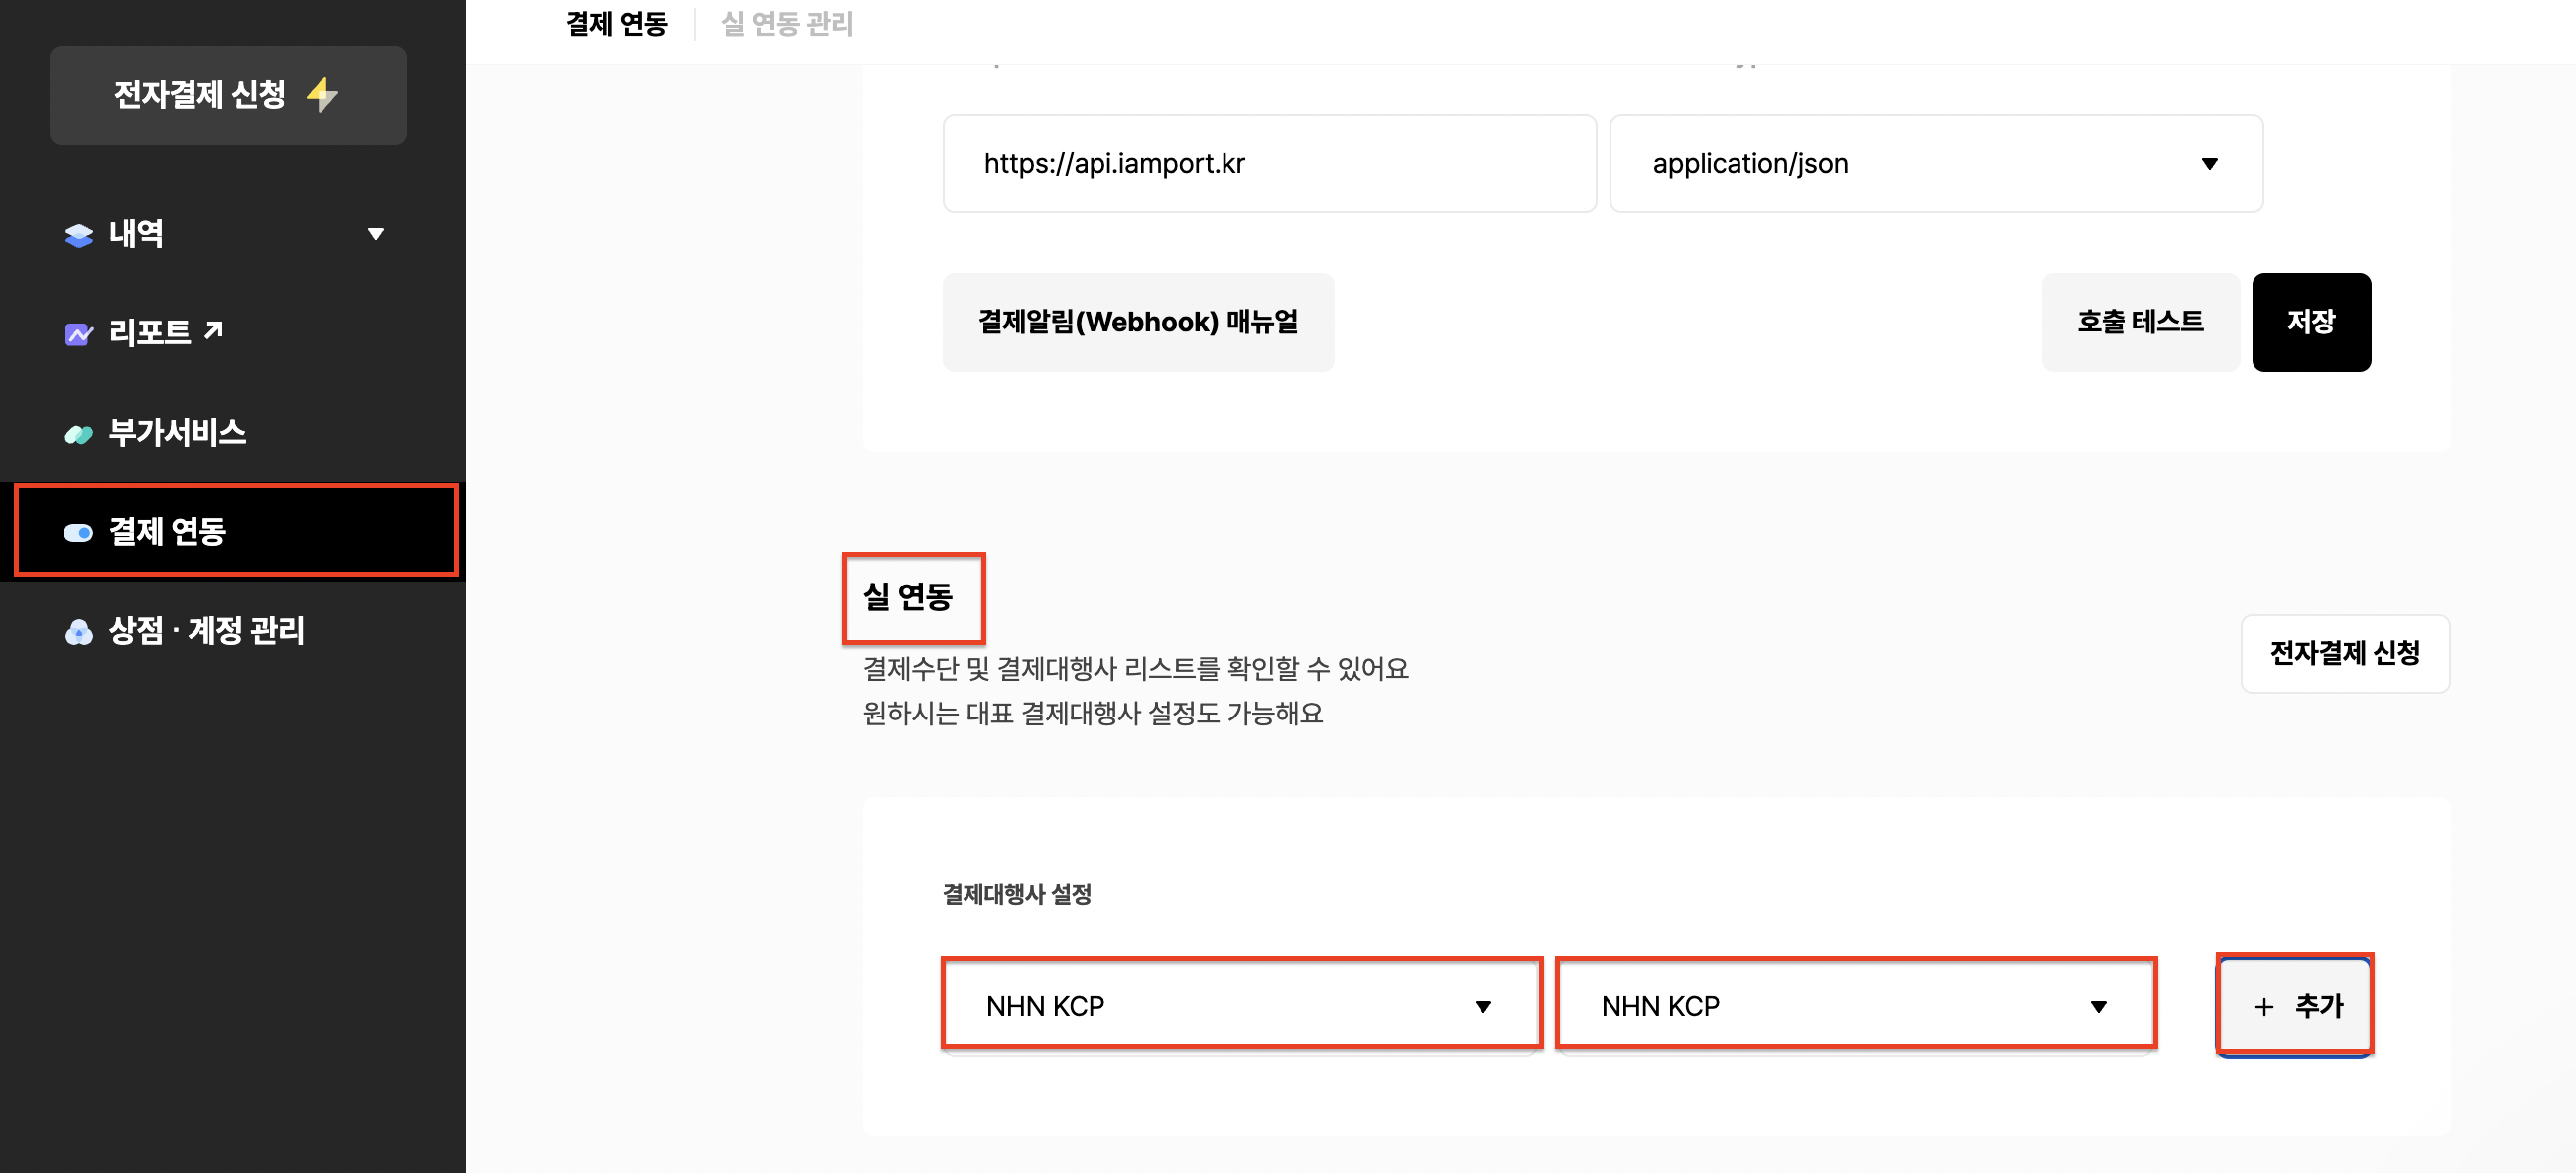 전자결제 신청
내역
리포트
부가서비스
결제 연동
상점 · 계정 관리
결제 연동
실 연동 관리
https://api.iamport.kr
application/json
결제알림(Webhook) 매뉴얼
호출 테스트
저장
실 연동
결제수단 및 결제대행사 리스트를 확인할 수 있어요
원하시는 대표 결제대행사 설정도 가능해요
전자결제 신청
결제대행사 설정
NHN KCP
NHN KCP
+ 추가